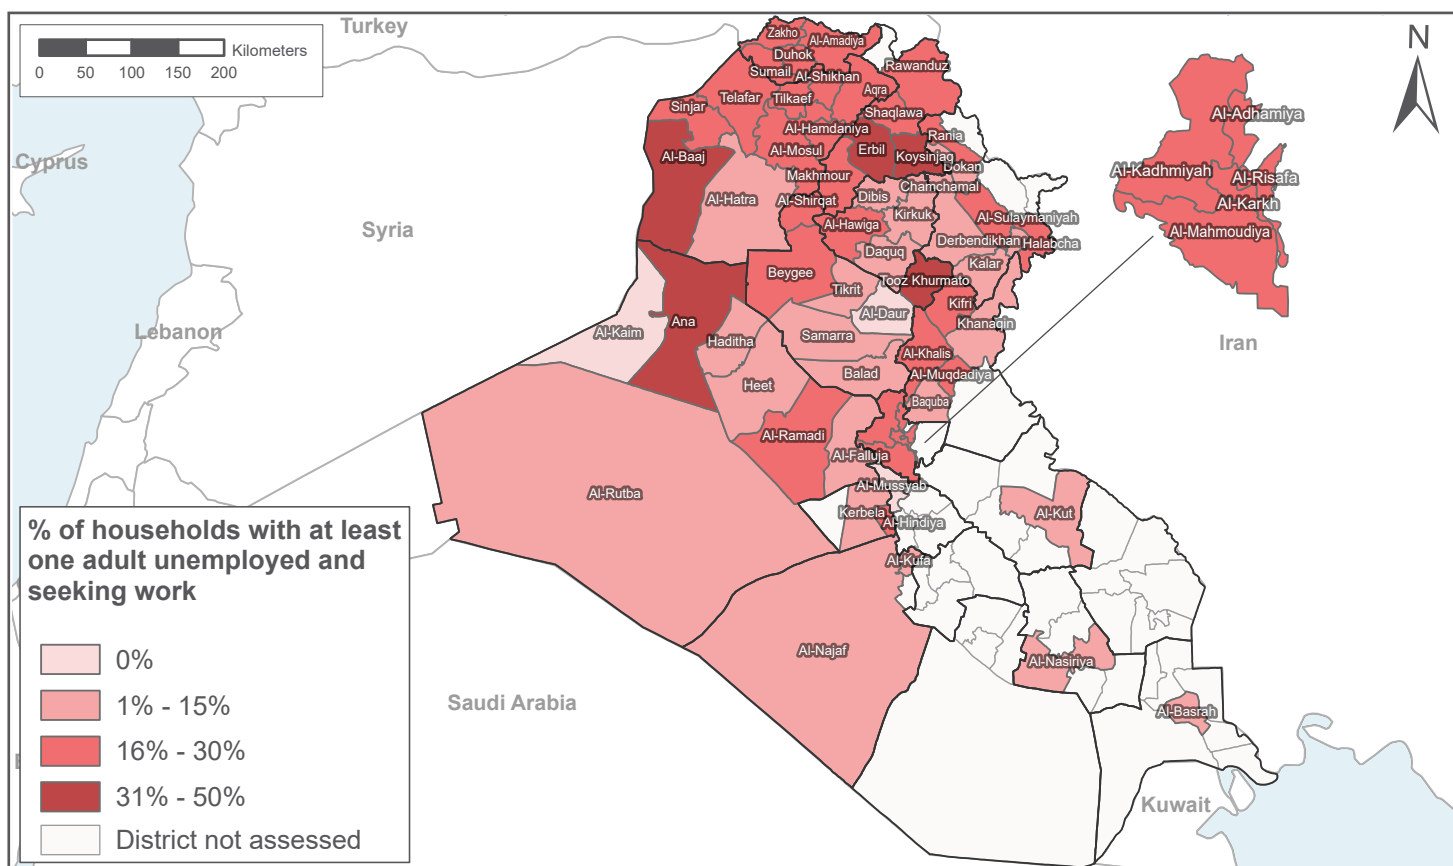 Turkey
Kilometers
0 50 100 150 200
N
Cyprus
Syria
Lebanon
Iran
Saudi Arabia
Kuwait
Zakho
Al-Amadiya
Duhok
Rawanduz
Sumail
Al-Shikhan
Aqra
Telafar
Tilkaef
Sinjar
Shaqlawa
Al-Hamdaniya
Rania
Al-Baaj
Al-Mosul
Erbil
Koysinjaq
Dokan
Makhmour
Chamchamal
Al-Hatra
Al-Shirqat
Dibis
Kirkuk
Al-Sulaymaniyah
Al-Hawiga
Derbendikhan
Halabcha
Daquq
Kalar
Beygee
Tooz Khurmato
Tikrit
Kifri
Al-Daur
Khanaqin
Ana
Al-Kaim
Haditha
Samarra
Al-Khalis
Balad
Al-Muqdadiya
Heet
Baquba
Al-Ramadi
Al-Falluja
Al-Rutba
Al-Mussyab
Kerbela
Al-Hindiya
Al-Kut
Al-Kufa
Al-Najaf
Al-Nasiriya
Al-Basrah
Al-Adhamiya
Al-Kadhmiyah
Al-Risafa
Al-Karkh
Al-Mahmoudiya
% of households with at least
one adult unemployed and
seeking work
0%
1% - 15%
16% - 30%
31% - 50%
District not assessed